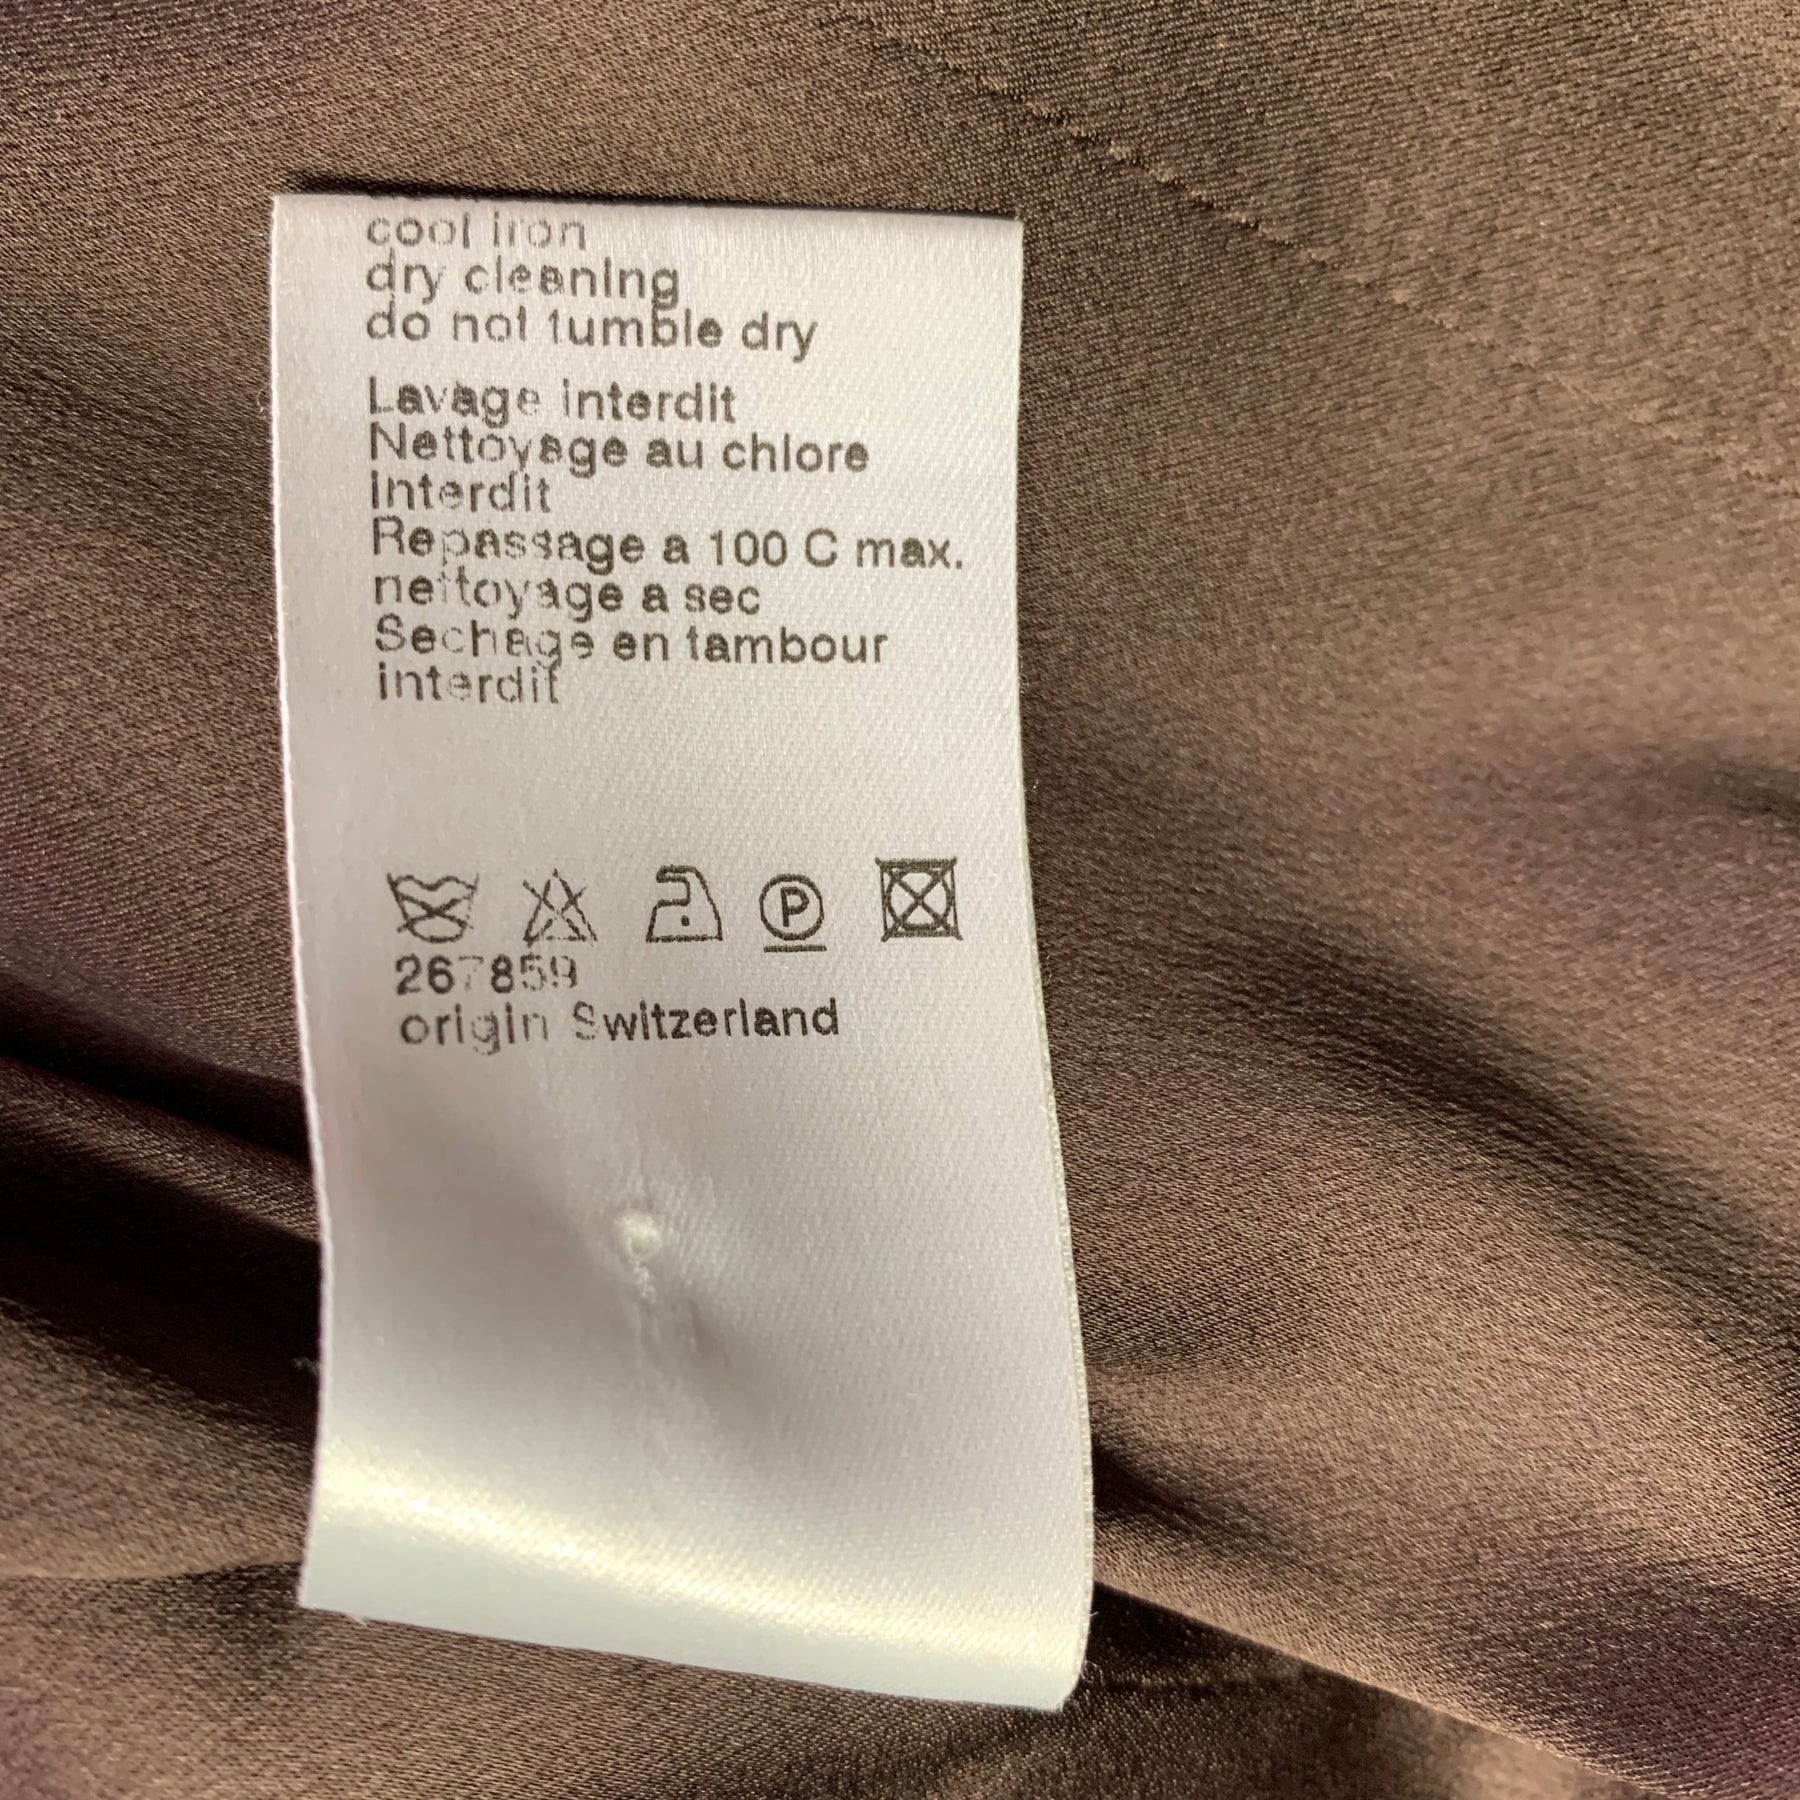 cool iron
dry cleaning
do not tumble dry
Lavage interdit
Nettoyage au chlore
interdit
Repassage a 100 C max.
nettoyage a sec
Sechage en tambour
interdit
P
267859
origin Switzerland